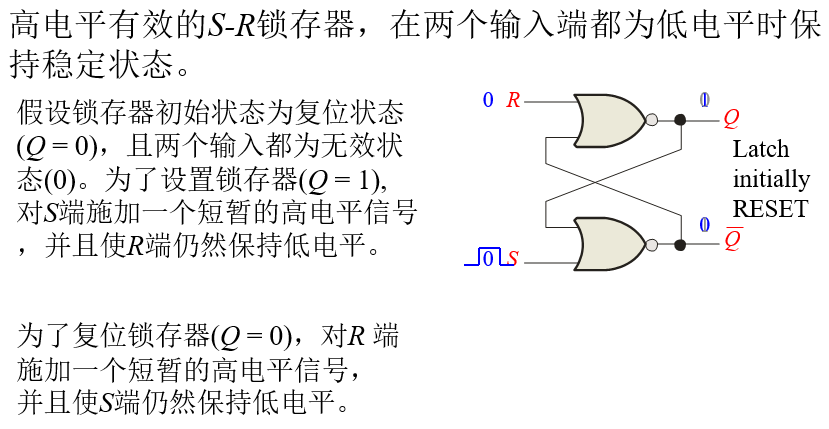 高电平有效的S-R锁存器，在两个输入端都为低电平时保
持稳定状态。
假设锁存器初始状态为复位状态
(Q = 0)，且两个输入都为无效状
态(0)。为了设置锁存器(Q = 1),
对S端施加一个短暂的高电平信号
，并且使R端仍然保持低电平。
为了复位锁存器(Q = 0)，对R 端
施加一个短暂的高电平信号，
并且使S端仍然保持低电平。
0 R
Q
Latch
initially
RESET
Q̅
0 S